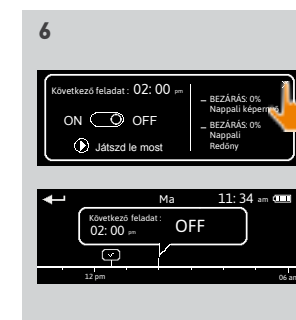 6
Következő feladat : 02: 00 pm
ON OFF
Játszd le most
– BEZÁRÁS: 0%
Nappali képernyő
– BEZÁRÁS: 0%
Nappali
Redőny
Ma 11: 34 am
Következő feladat :
02: 00 pm
OFF
12 pm 06 am